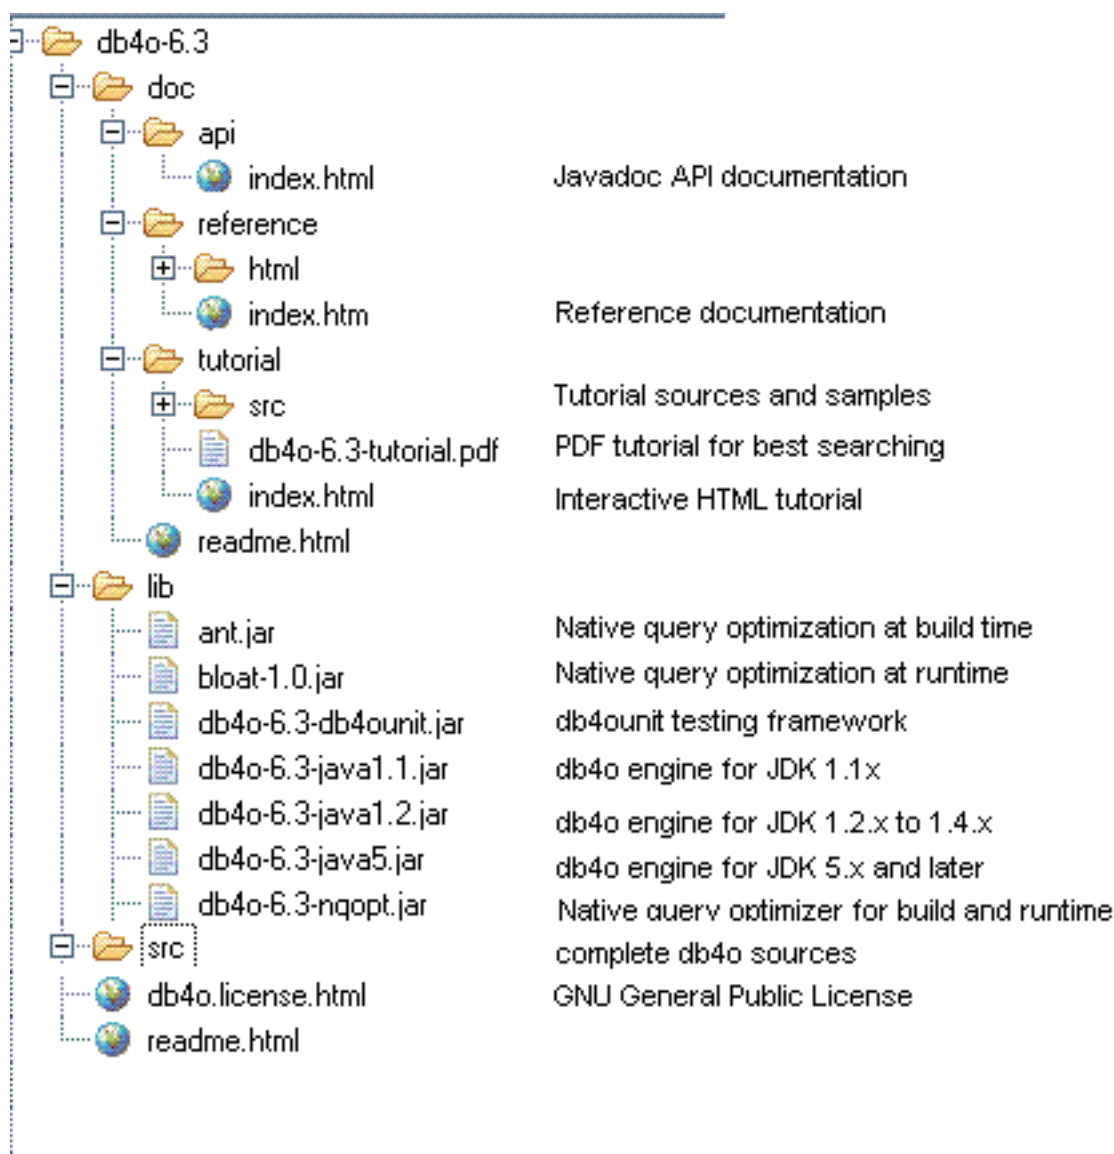 db4o-6.3
doc
api
index.html Javadoc API documentation
reference
html
index.htm Reference documentation
tutorial
src Tutorial sources and samples
db4o-6.3-tutorial.pdf PDF tutorial for best searching
index.html Interactive HTML tutorial
readme.html
lib
ant.jar Native query optimization at build time
bloat-1.0.jar Native query optimization at runtime
db4o-6.3-db4ounit.jar db4ounit testing framework
db4o-6.3-java1.1.jar db4o engine for JDK 1.1x
db4o-6.3-java1.2.jar db4o engine for JDK 1.2.x to 1.4.x
db4o-6.3-java5.jar db4o engine for JDK 5.x and later
db4o-6.3-nqopt.jar Native query optimizer for build and runtime
src complete db4o sources
db4o.license.html GNU General Public License
readme.html